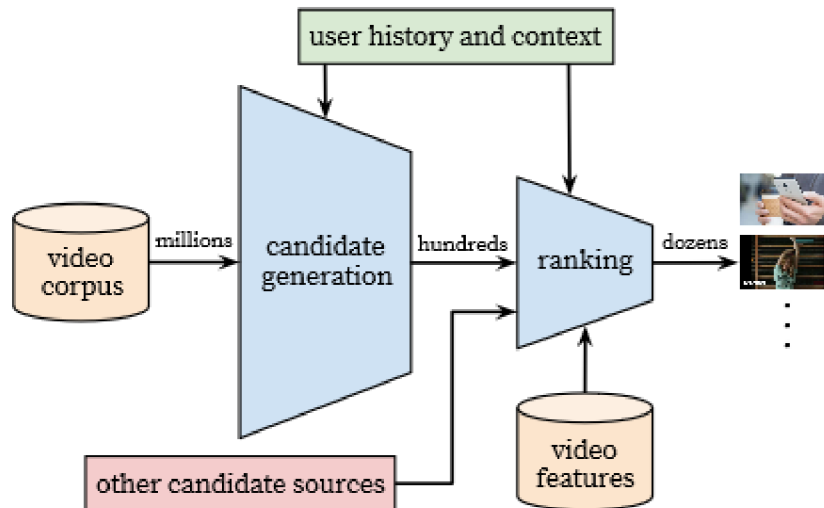 user history and context
millions
video
corpus
candidate
generation
hundreds
ranking
dozens
other candidate sources
video
features